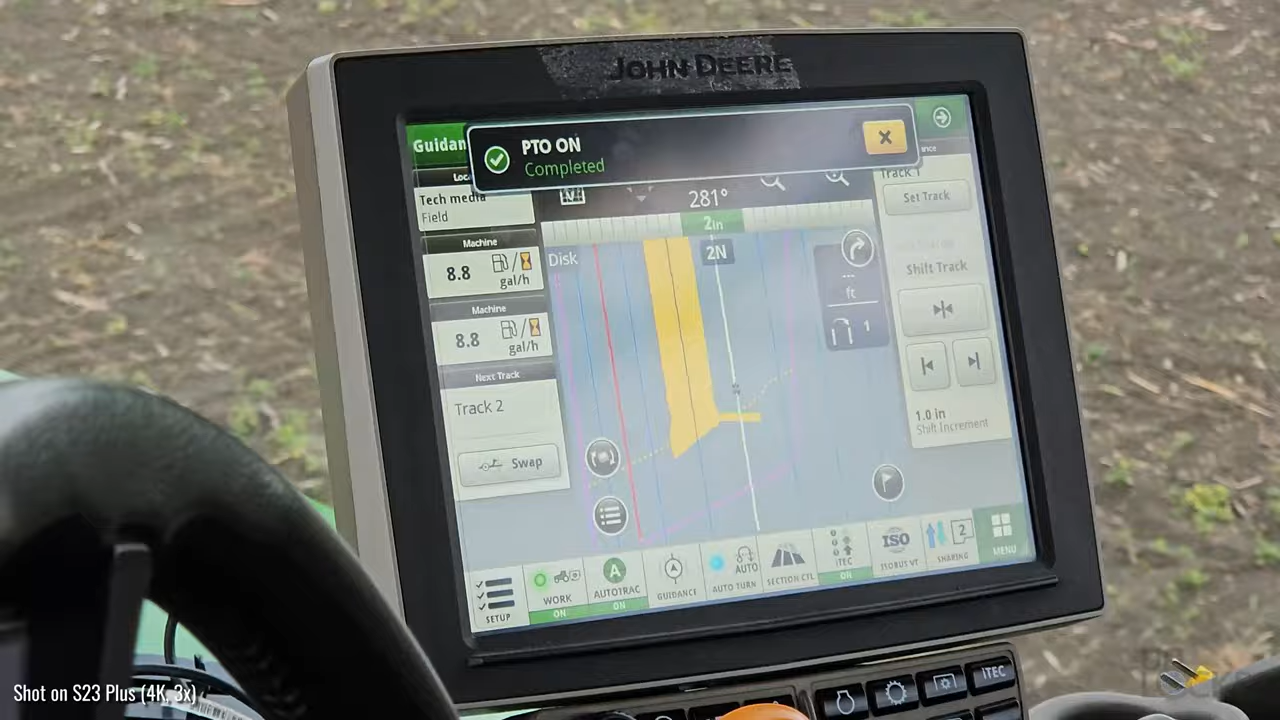 JOHN DEERE
Guidan
PTO ON
Completed
Tech media
Field
281°
Track 1
Set Track
2in
Machine
8.8
gal/h
Disk
2N
ft
1
Shift Track
Machine
8.8
gal/h
Next Track
Track 2
Swap
1.0 in
Shift Increment
SETUP
WORK
ON
A
AUTOTRAC
ON
GUIDANCE
AUTO
AUTO TURN
SECTION CTL
iTEC
ON
ISO
ISOBUS VT
2
SHARING
MENU
iTEC
Shot on S23 Plus (4K, 3x)